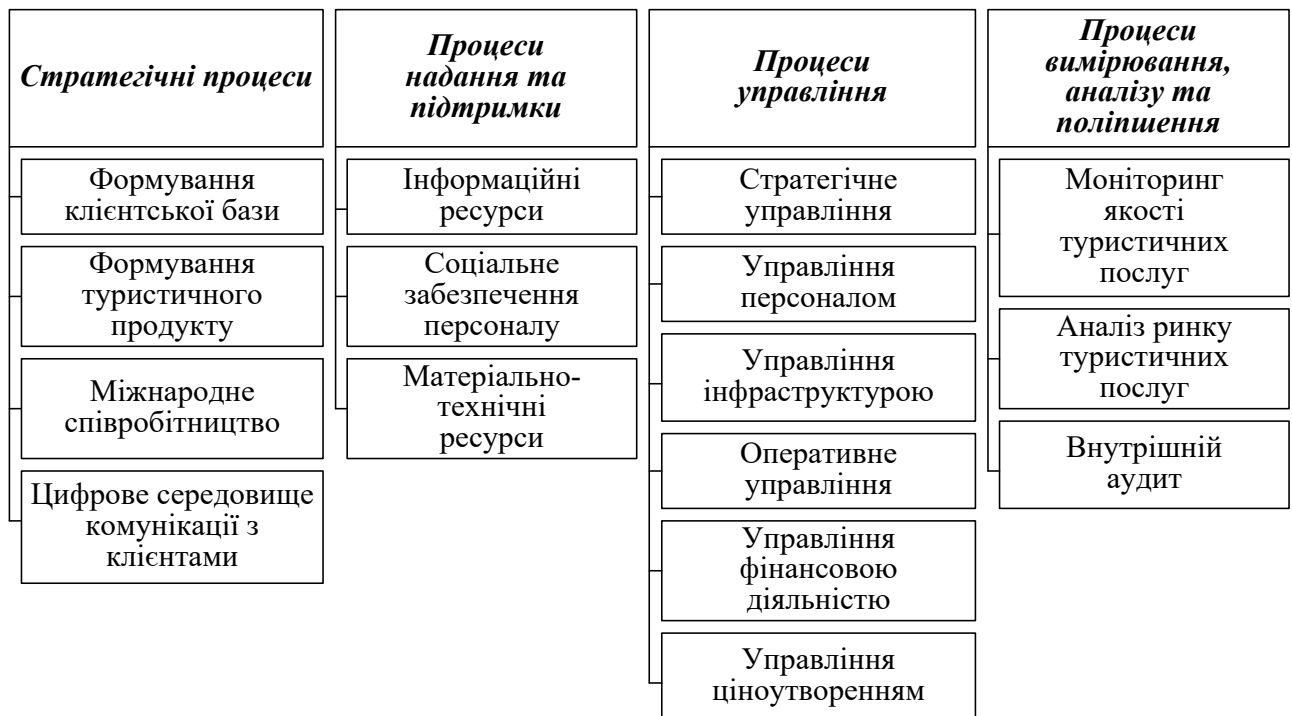 Стратегічні процеси
Формування
клієнтської бази
Формування
туристичного
продукту
Міжнародне
співробітництво
Цифрове середовище
комунікації з
клієнтами
Процеси
надання та
підтримки
Інформаційні
ресурси
Соціальне
забезпечення
персоналу
Матеріально-
технічні
ресурси
Процеси
управління
Стратегічне
управління
Управління
персоналом
Управління
інфраструктурою
Оперативне
управління
Управління
фінансовою
діяльністю
Управління
ціноутворенням
Процеси
вимірювання,
аналізу та
поліпшення
Моніторинг
якості
туристичних
послуг
Аналіз ринку
туристичних
послуг
Внутрішній
аудит